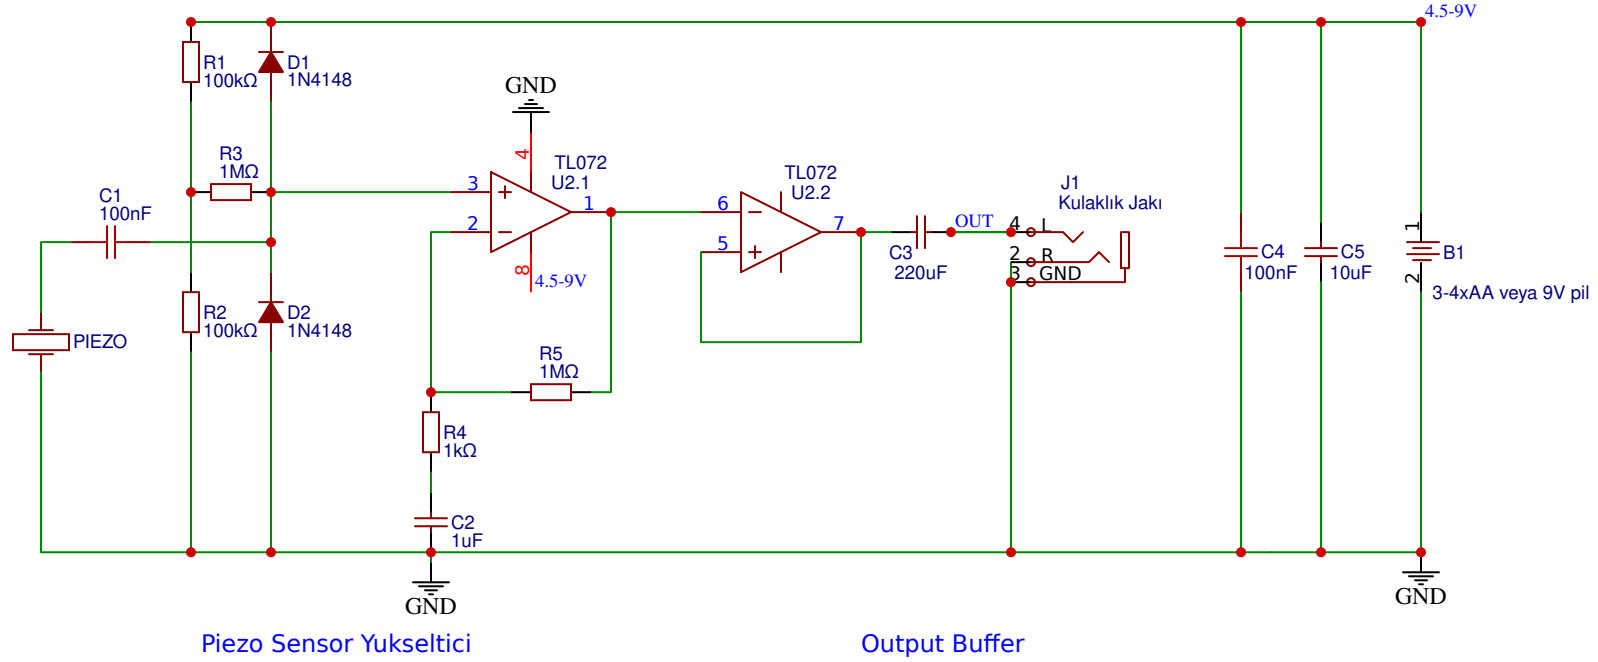 4.5-9V
R1
100kΩ
D1
1N4148
GND
4
R3
1MΩ
TL072
U2.1
3
2
1
8
4.5-9V
C1
100nF
TL072
U2.2
6
5
7
C3
220uF
OUT
J1
Kulaklık Jakı
4 L
2 R
3 GND
C4
100nF
C5
10uF
1
2
B1
3-4xAA veya 9V pil
R2
100kΩ
D2
1N4148
PIEZO
R5
1MΩ
R4
1kΩ
C2
1uF
GND
GND
Piezo Sensor Yukseltici
Output Buffer